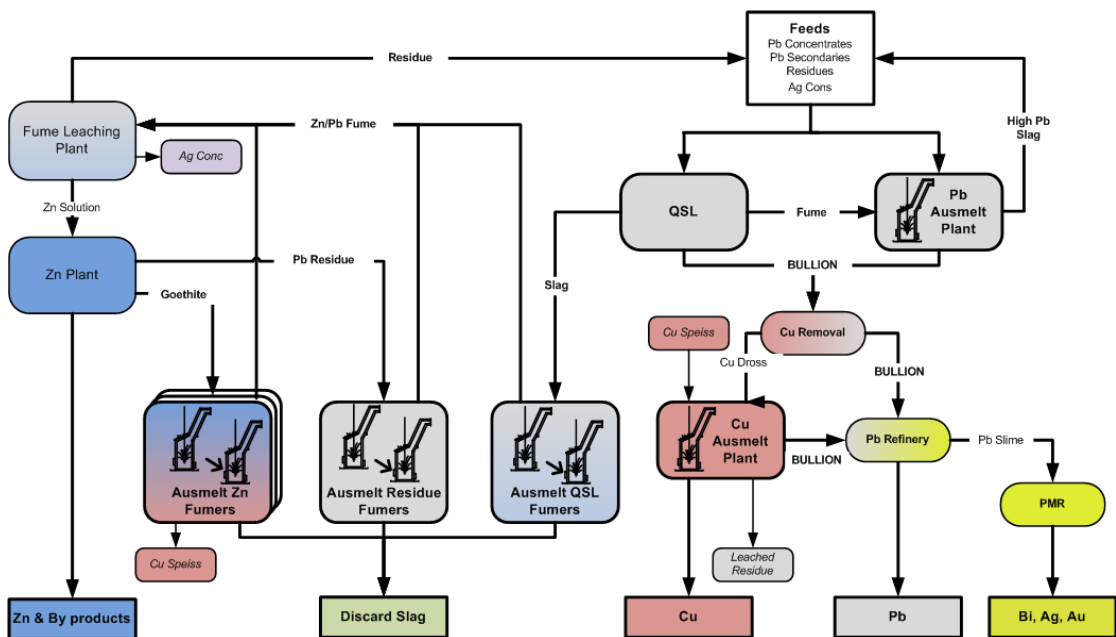 Feeds
Pb Concentrates
Pb Secondaries
Residues
Ag Cons
Residue
Fume Leaching
Plant
Zn/Pb Fume
High Pb
Slag
Ag Conc
Zn Solution
QSL
Fume
Pb
Ausmelt
Plant
Zn Plant
Pb Residue
Goethite
Slag
BULLION
Cu Speiss
Cu Removal
Cu Dross
BULLION
Cu
Ausmelt
Plant
BULLION
Pb Refinery
Pb Slime
Ausmelt Zn
Fumers
Ausmelt Residue
Fumers
Ausmelt QSL
Fumers
PMR
Cu Speiss
Leached
Residue
Zn & By products
Discard Slag
Cu
Pb
Bi, Ag, Au